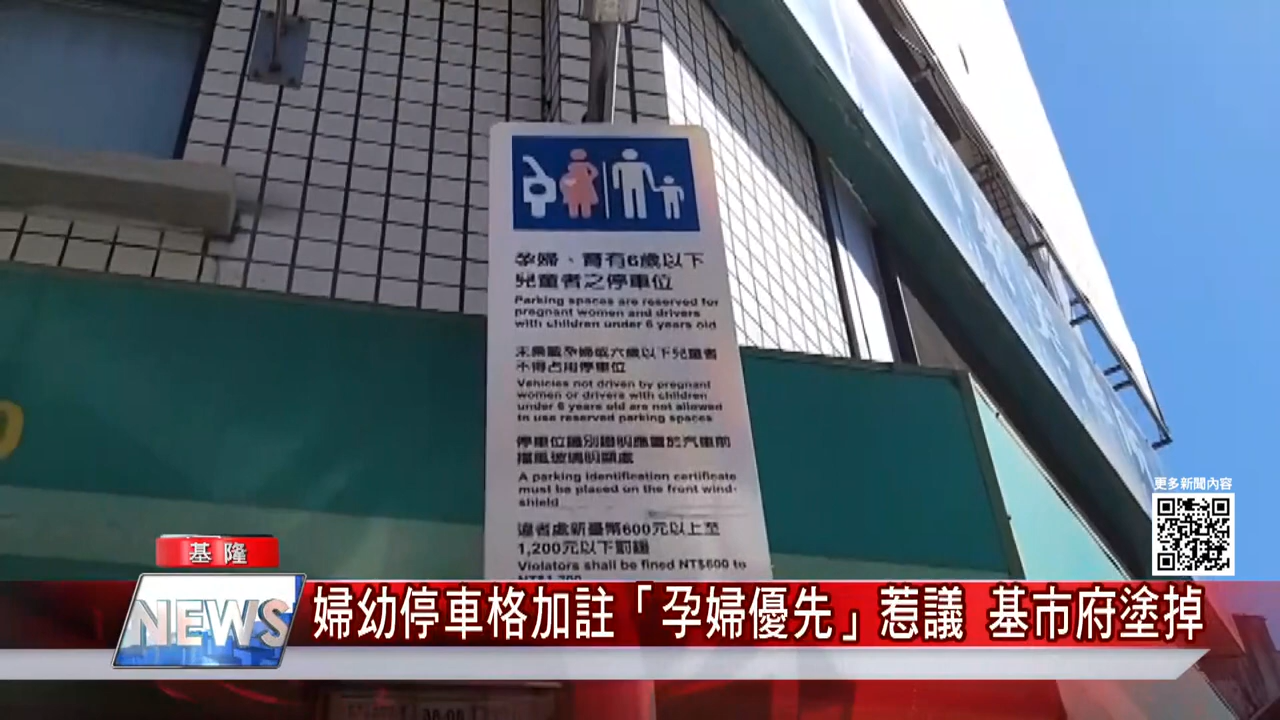 孕婦、育有6歲以下
兒童者之停車位
Parking spaces are reserved for
pregnant women and drivers
with children under 6 years old
未乘載孕婦或六歲以下兒童者
不得占用停車位
Vehicles not driven by pregnant
women or drivers with children
under 6 years old are not allowed
to use reserved parking spaces
停車位識別證明應置於汽車前
擋風玻璃明顯處
A parking identification certificate
must be placed on the front wind-
shield
違者處新臺幣600元以上至
1,200元以下罰鍰
Violators shall be fined NT$600 to
更多新聞內容
基隆
NEWS
婦幼停車格加註「孕婦優先」惹議 基市府塗掉